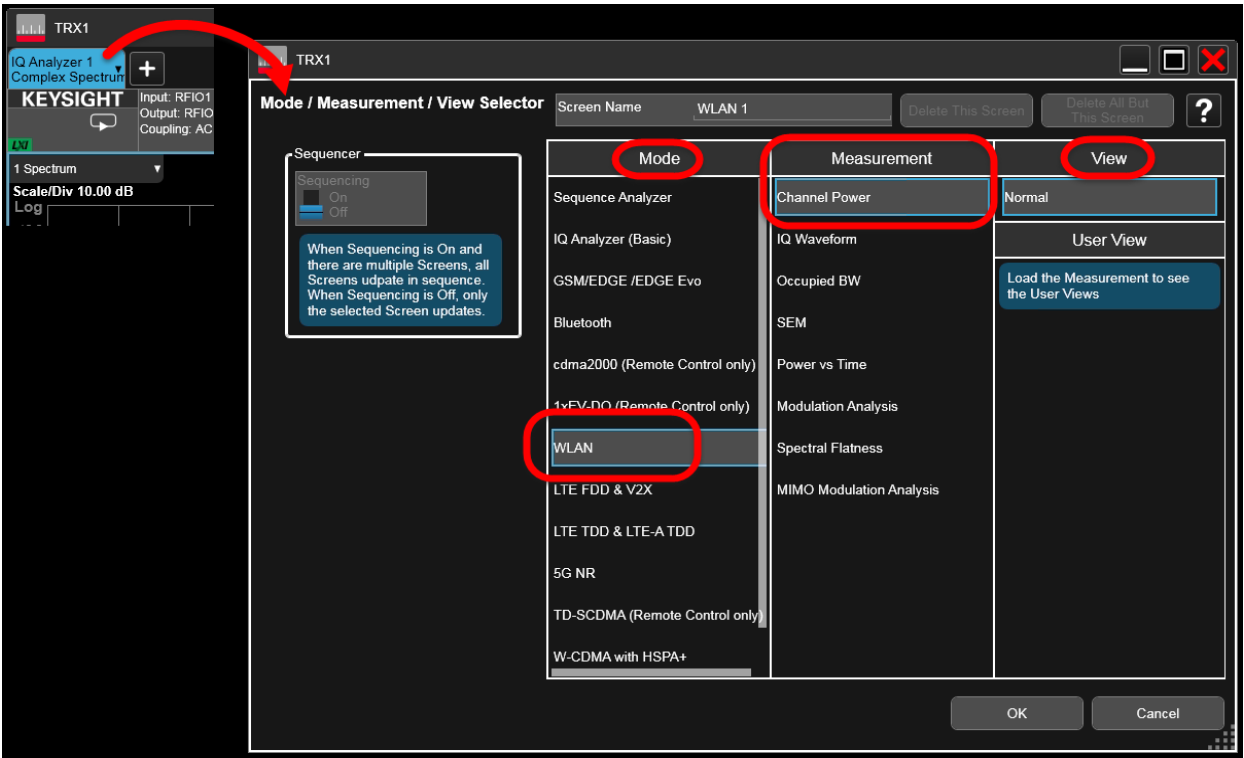 TRX1
IQ Analyzer 1
Complex Spectrum
+
KEYSIGHT
Input: RFIO1
Output: RFIO
Coupling: AC
LXI
1 Spectrum
Scale/Div 10.00 dB
Log
TRX1
Mode / Measurement / View Selector
Screen Name
WLAN 1
Delete This Screen
Delete All But
This Screen
?
Sequencer
Sequencing
On
Off
When Sequencing is On and
there are multiple Screens, all
Screens udpate in sequence.
When Sequencing is Off, only
the selected Screen updates.
Mode
Sequence Analyzer
IQ Analyzer (Basic)
GSM/EDGE /EDGE Evo
Bluetooth
cdma2000 (Remote Control only)
1xEV-DO (Remote Control only)
WLAN
LTE FDD & V2X
LTE TDD & LTE-A TDD
5G NR
TD-SCDMA (Remote Control only)
W-CDMA with HSPA+
Measurement
Channel Power
IQ Waveform
Occupied BW
SEM
Power vs Time
Modulation Analysis
Spectral Flatness
MIMO Modulation Analysis
View
Normal
User View
Load the Measurement to see
the User Views
OK
Cancel